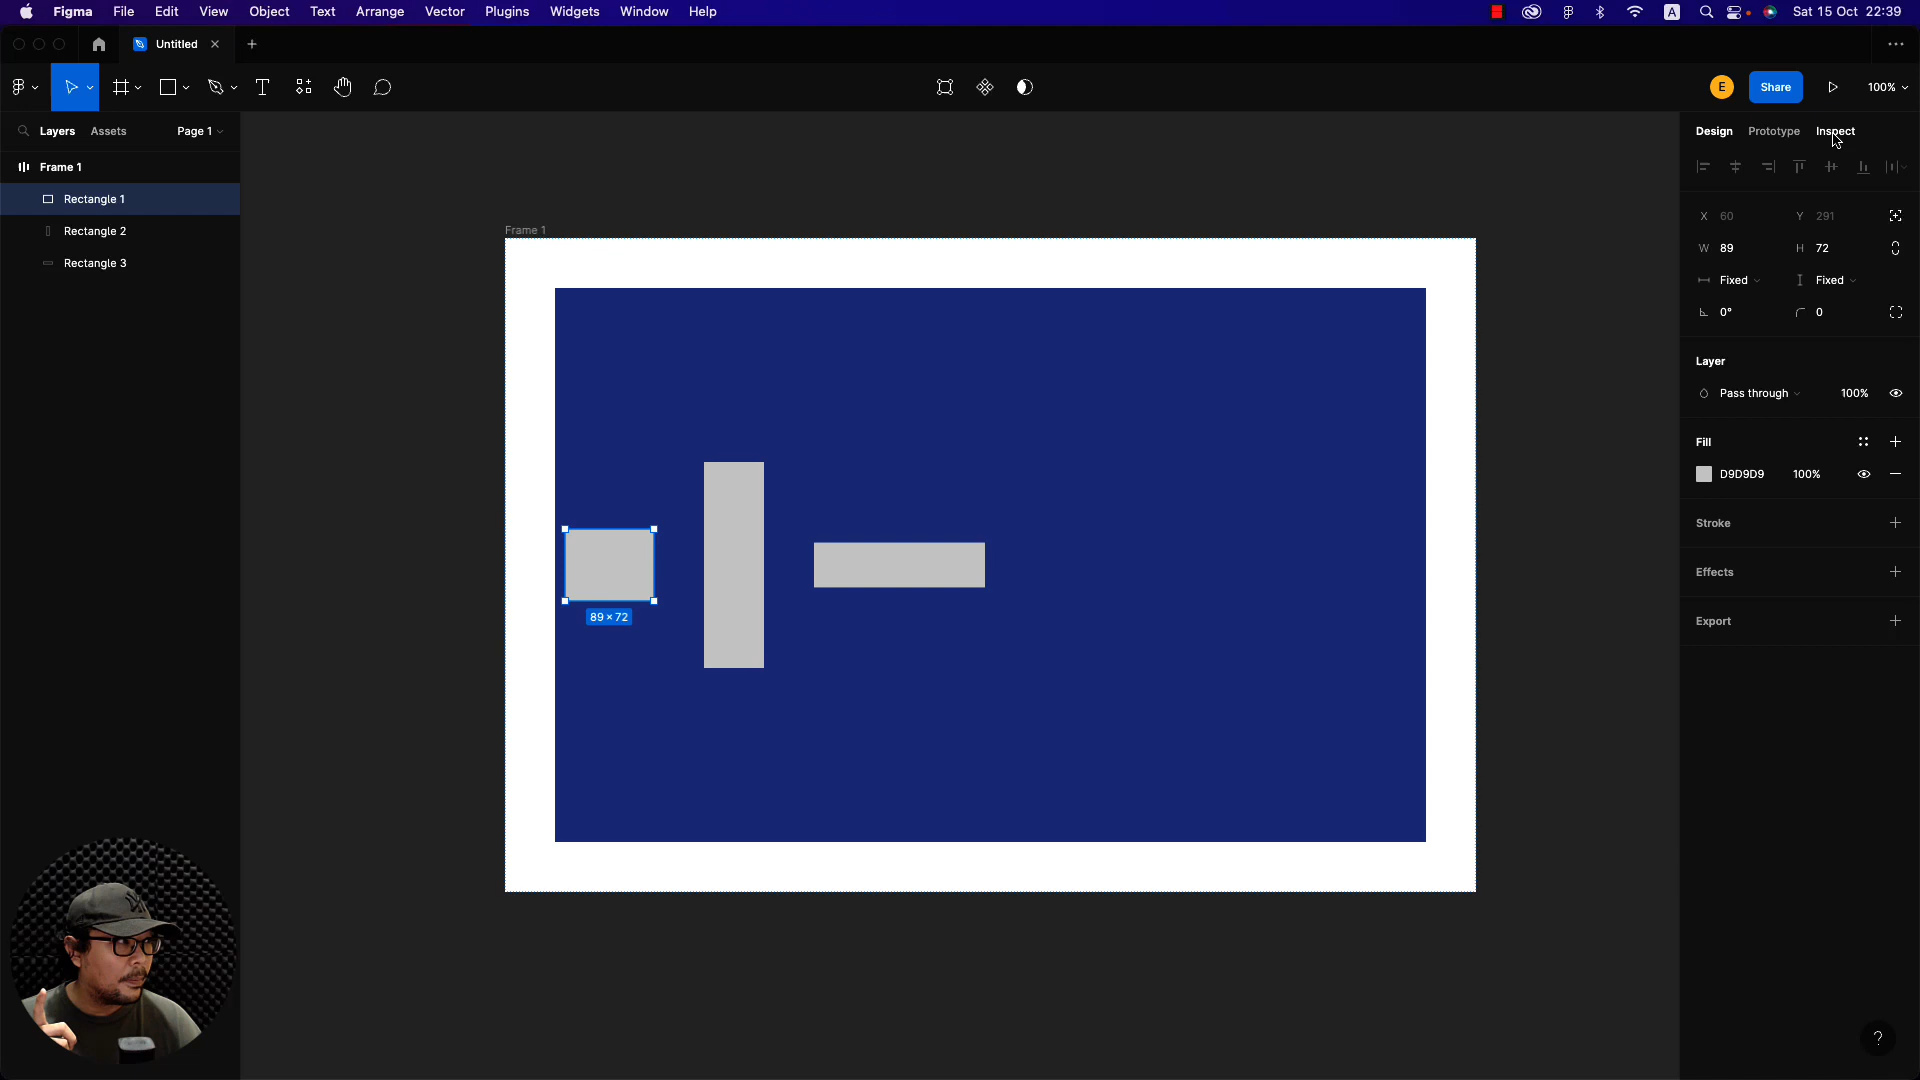 Figma File Edit View Object Text Arrange Vector Plugins Widgets Window Help A Sat 15 Oct 22:39
Untitled
E Share 100%
Layers Assets Page 1
Design Prototype Inspect
Frame 1
Rectangle 1
Rectangle 2
Rectangle 3
Frame 1
89 × 72
X 60 Y 291
W 89 H 72
Fixed Fixed
0° 0
Layer
Pass through 100%
Fill
D9D9D9 100%
Stroke
Effects
Export
?